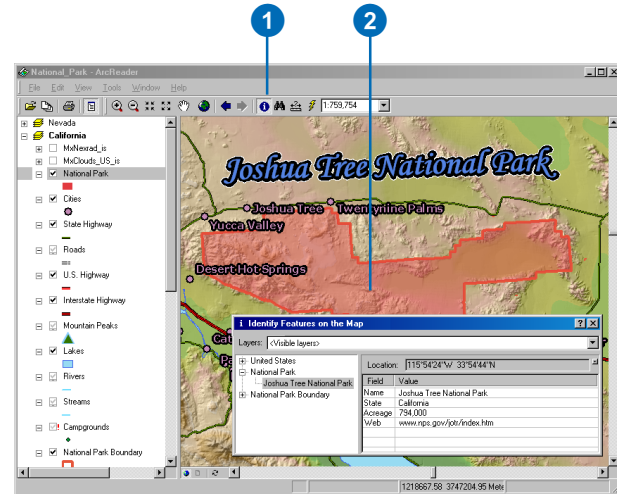 1 2
National_Park - ArcReader
File Edit View Tools Window Help
1:759,754
Nevada
California
MxNexrad_is
MxClouds_US_is
National Park
Cities
State Highway
Roads
U.S. Highway
Interstate Highway
Mountain Peaks
Lakes
Rivers
Streams
Campgrounds
National Park Boundary
Joshua Tree National Park
Joshua Tree Twentynine Palms
Yucca Valley
Desert Hot Springs
Cat
i Identify Features on the Map
Layers: <Visible layers>
United States
National Park
Joshua Tree National Park
National Park Boundary
Location: 115°54'24"W 33°54'44"N
Field Value
Name Joshua Tree National Park
State California
Acreage 794,000
Web www.nps.gov/jotr/index.htm
1218667.58 3747204.95 Mete